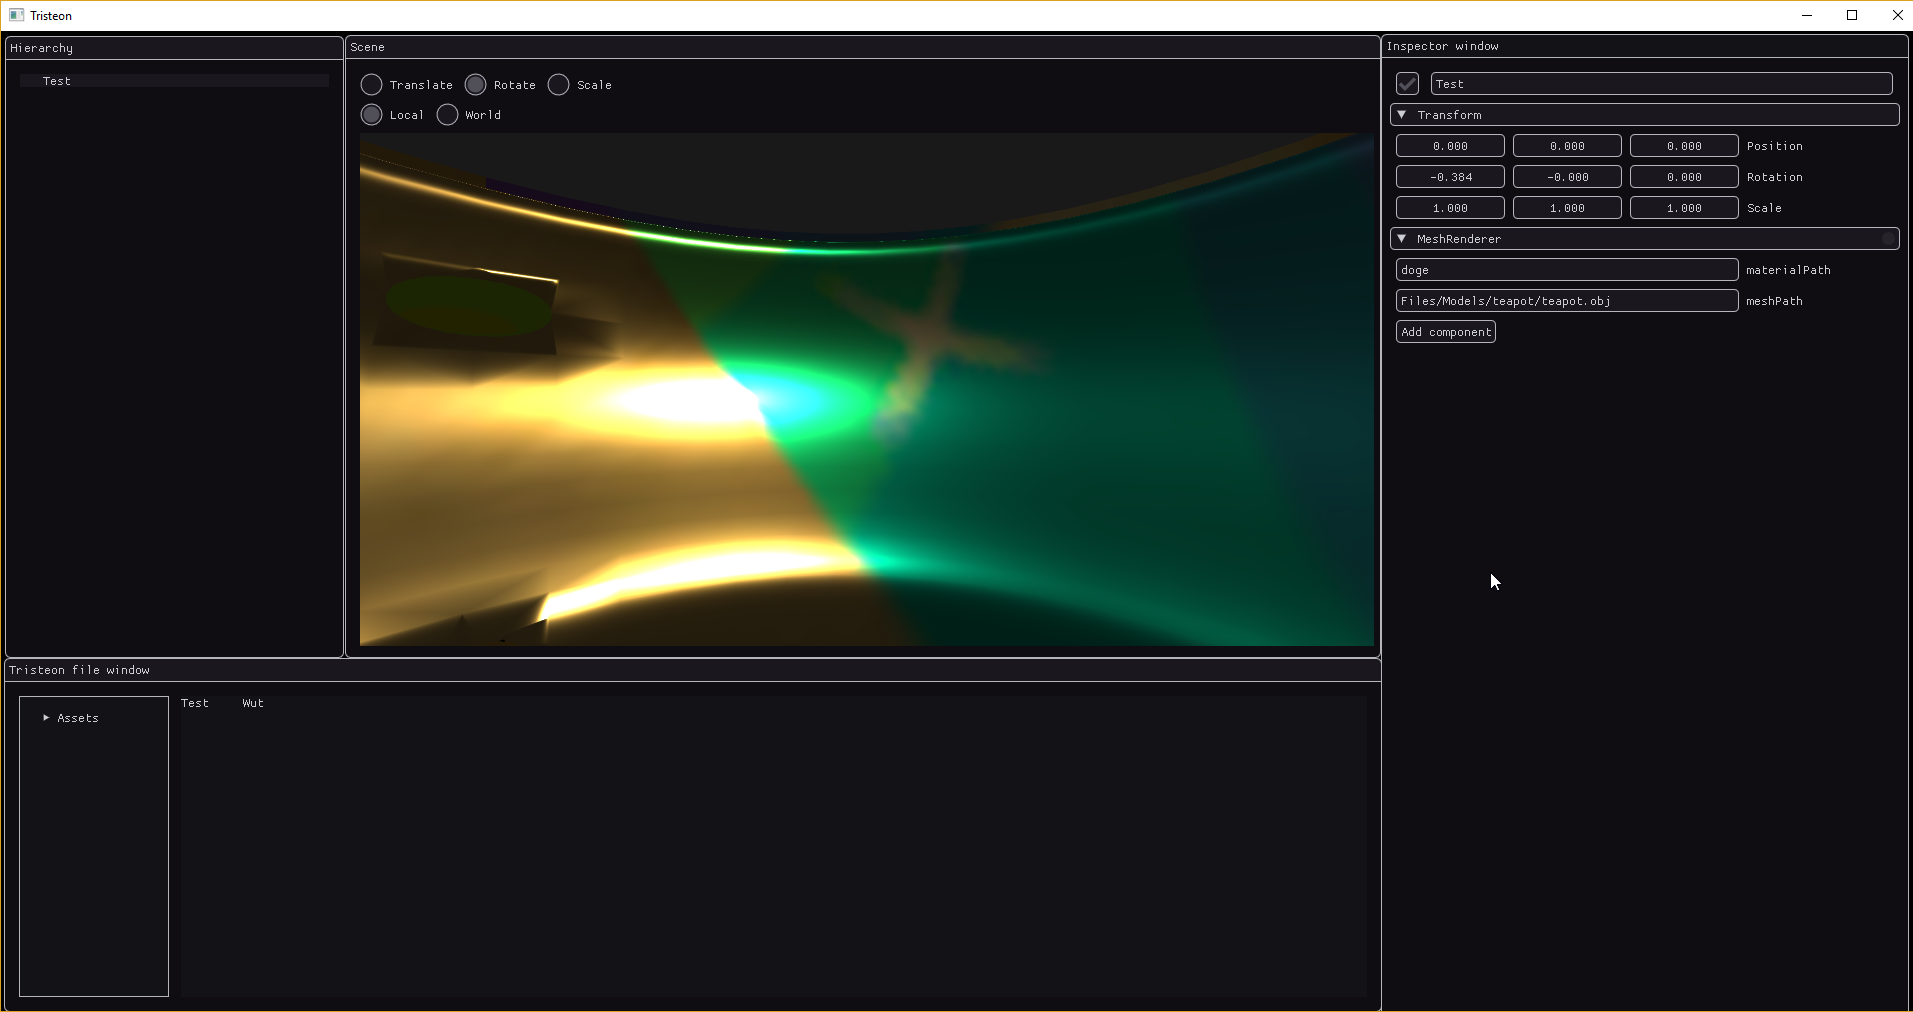 Tristeon
Hierarchy
Test
Scene
Translate Rotate Scale
Local World
Inspector window
Test
Transform
0.000 0.000 0.000 Position
-0.384 -0.000 0.000 Rotation
1.000 1.000 1.000 Scale
MeshRenderer
doge materialPath
Files/Models/teapot/teapot.obj meshPath
Add component
Tristeon file window
Assets
Test Wut